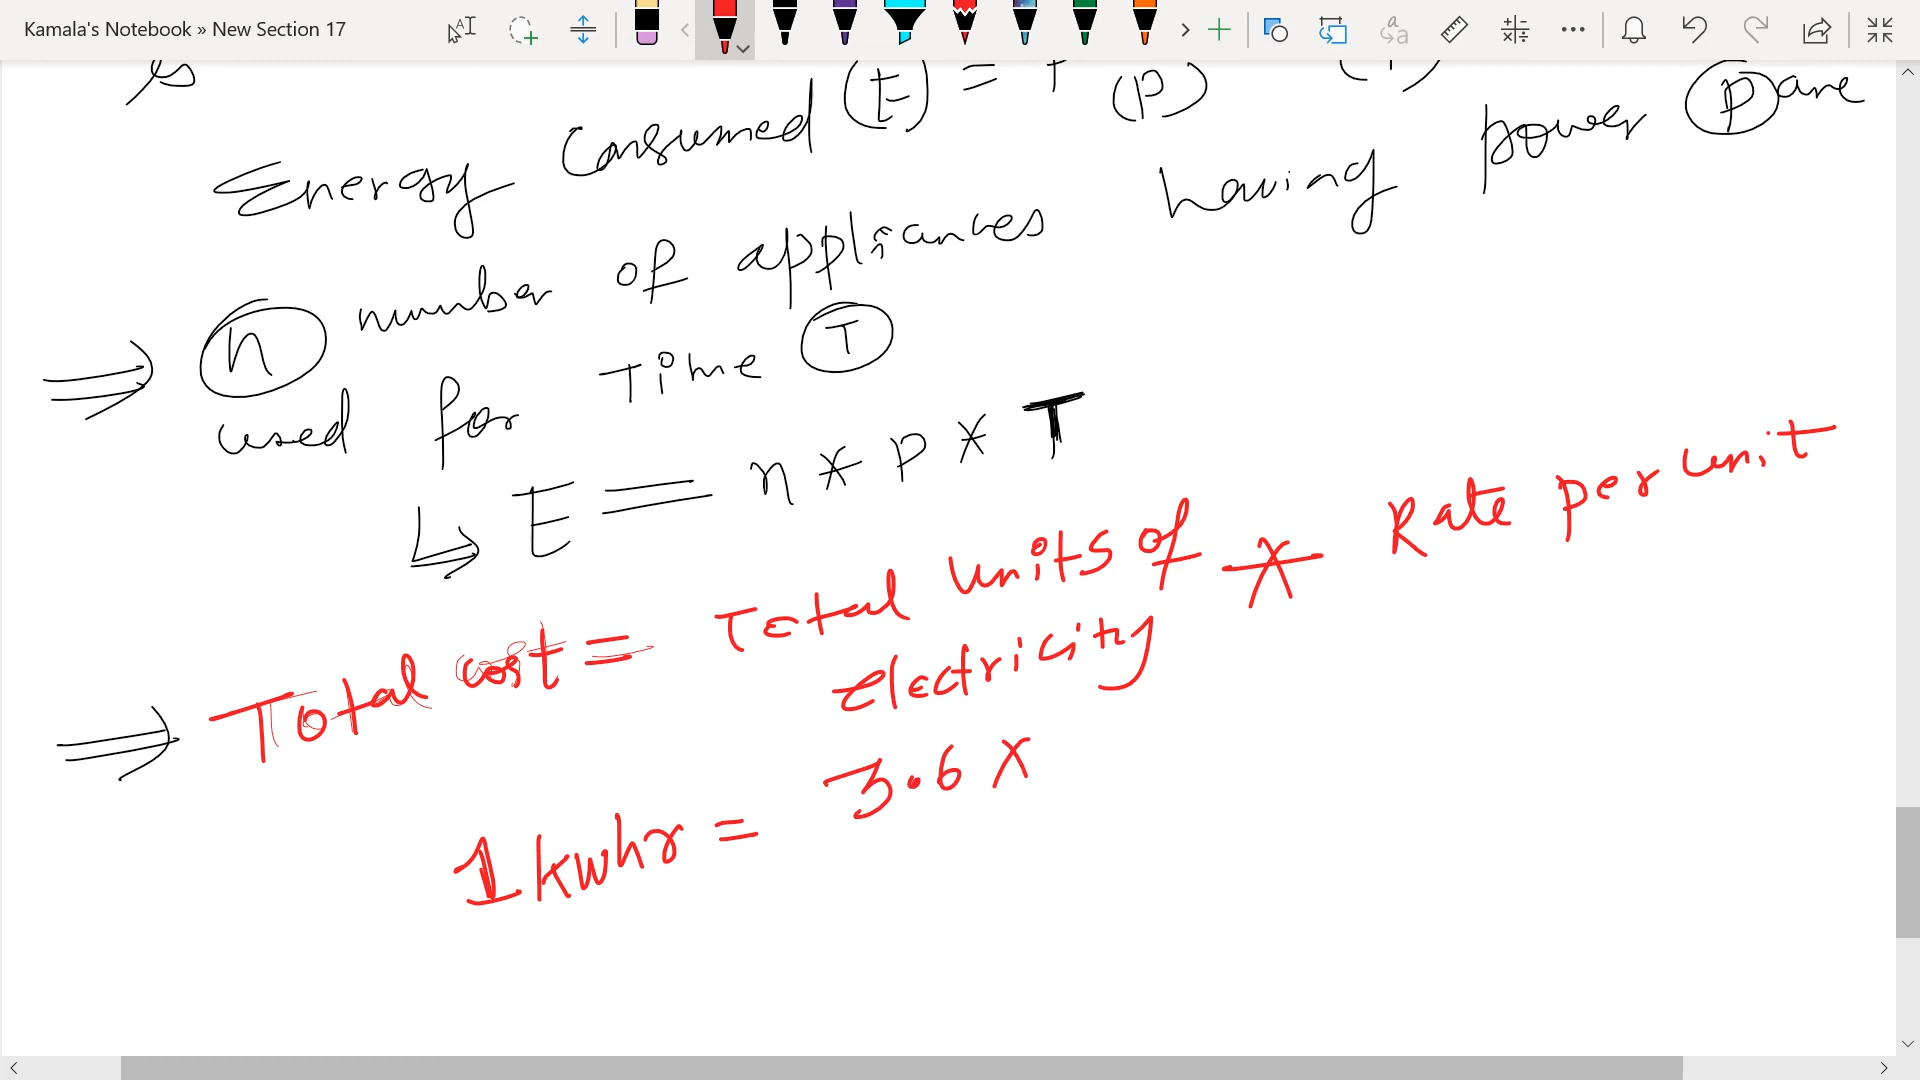 Kamala's Notebook » New Section 17
is
Energy Consumed (E) = P
(P)
⇒ n number of appliances having power P are
used for Time T
↳ E = n * P * T
⇒ Total cost = Total units of electricity * Rate per unit
1 kwhr = 3.6 X